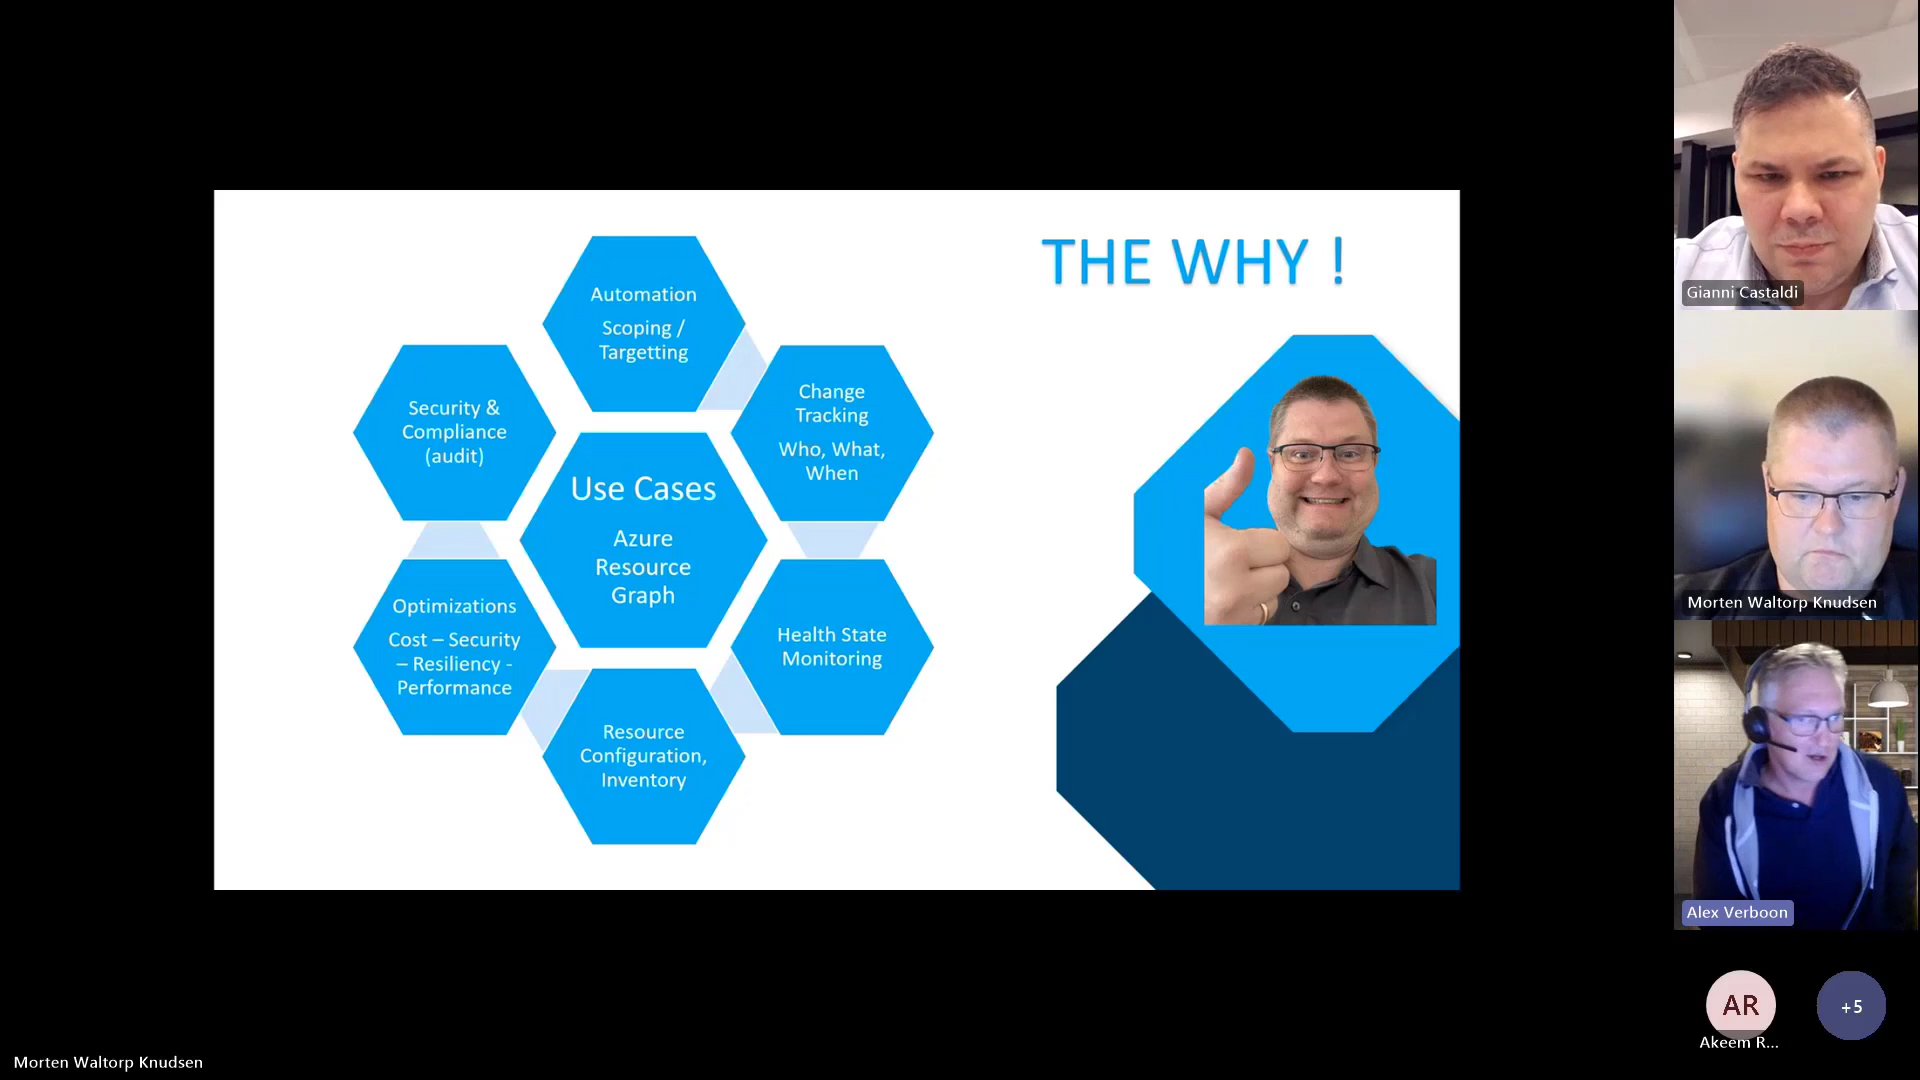 THE WHY !
Automation
Scoping /
Targetting
Change
Tracking
Who, What,
When
Health State
Monitoring
Resource
Configuration,
Inventory
Optimizations
Cost – Security
– Resiliency -
Performance
Security &
Compliance
(audit)
Use Cases
Azure
Resource
Graph
Gianni Castaldi
Morten Waltorp Knudsen
Alex Verboon
AR
Akeem R...
+5
Morten Waltorp Knudsen